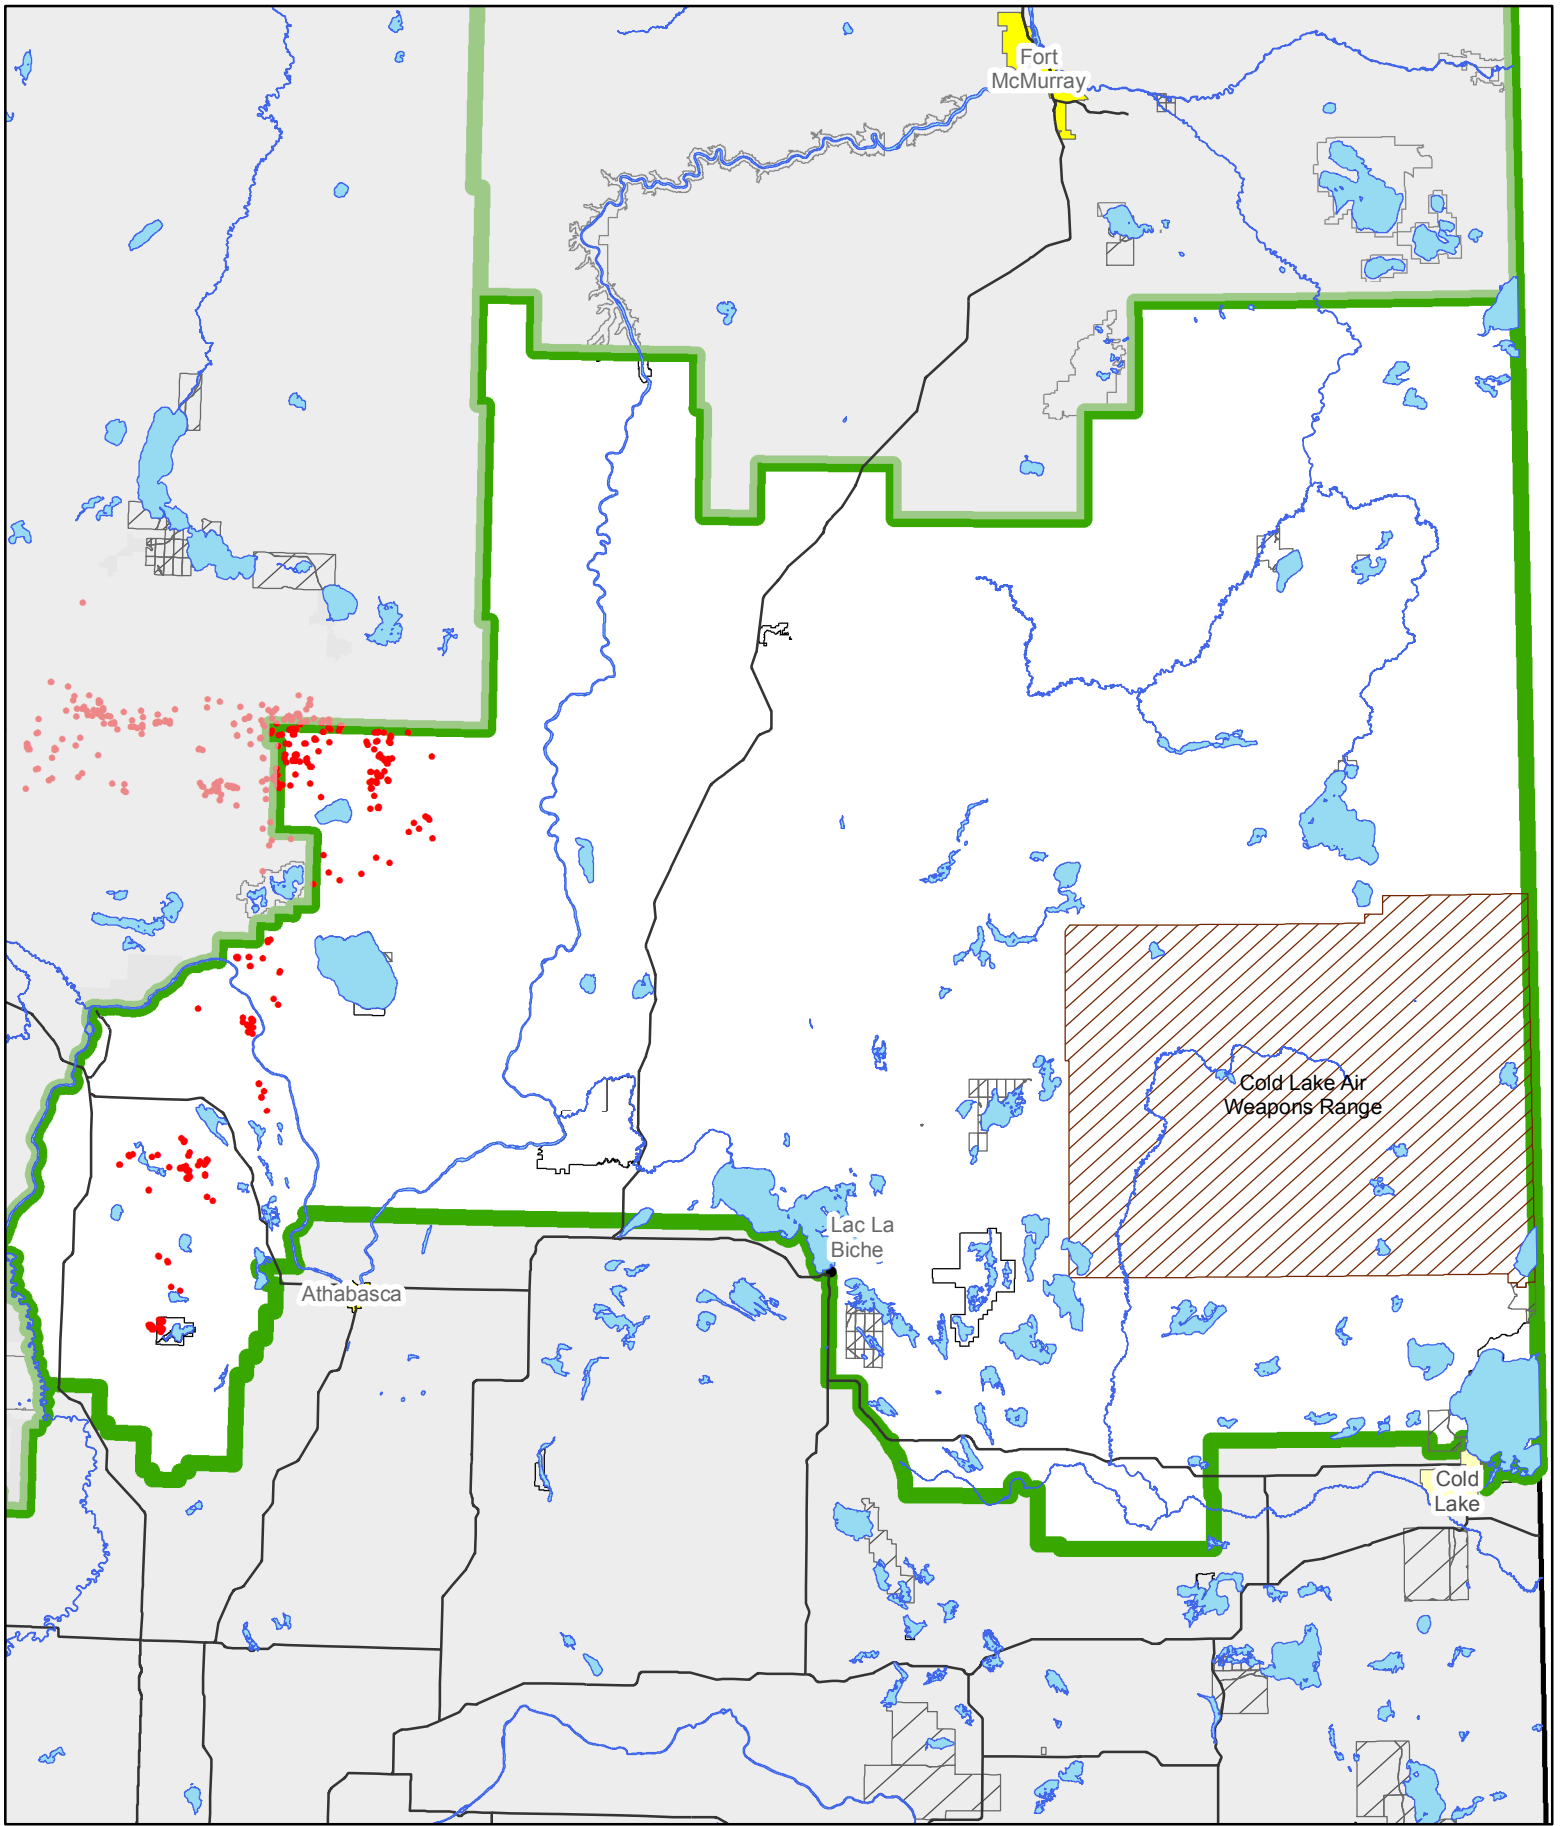 Fort
McMurray
Cold Lake Air
Weapons Range
Lac La
Biche
Athabasca
Cold
Lake